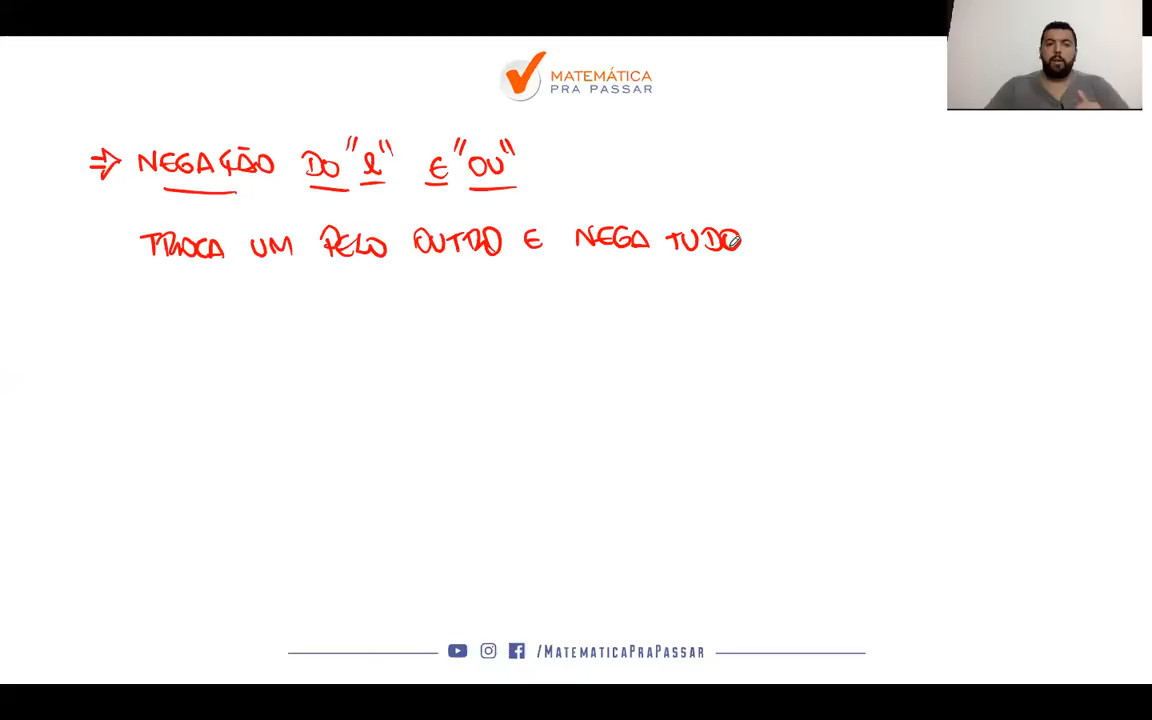 MATEMÁTICA
PRA PASSAR
⇒ NEGAÇÃO DO "e" E "OU"
TROCA UM PELO OUTRO E NEGA TUDO
/MATEMATICAPRAPASSAR